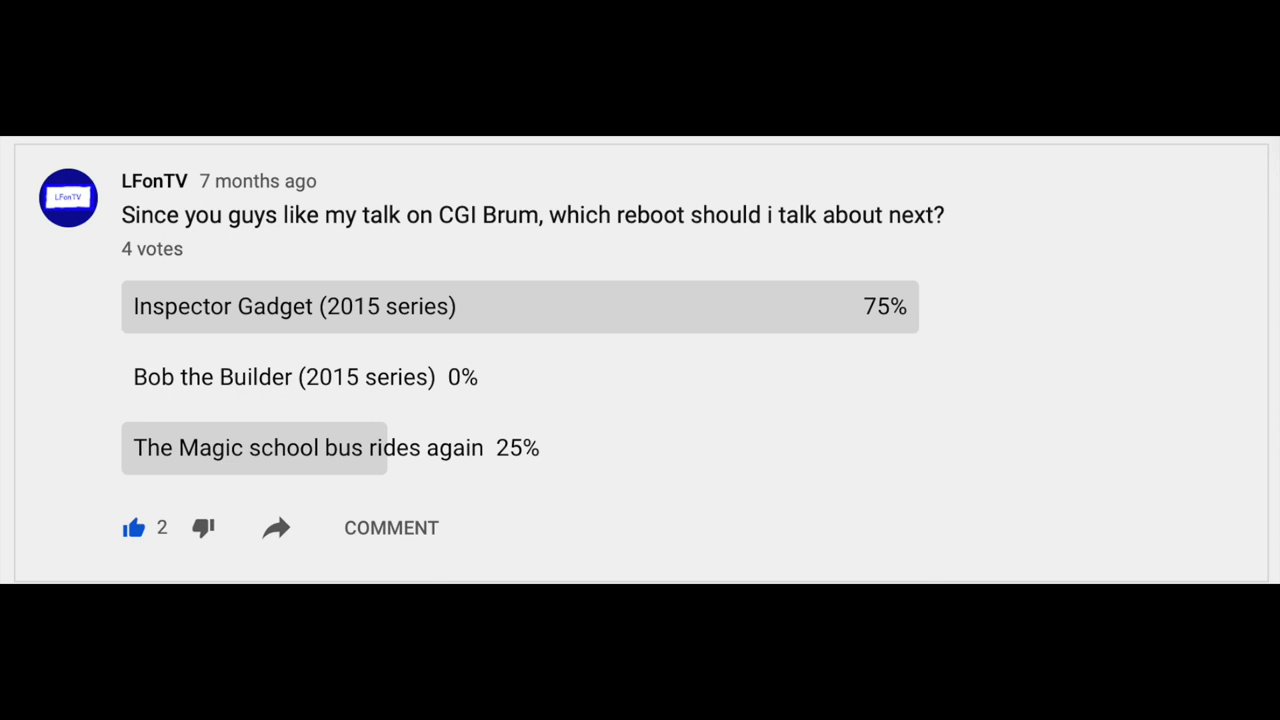 LFonTV 7 months ago
LFonTV
Since you guys like my talk on CGI Brum, which reboot should i talk about next?
4 votes
Inspector Gadget (2015 series) 75%
Bob the Builder (2015 series) 0%
The Magic school bus rides again 25%
2 COMMENT